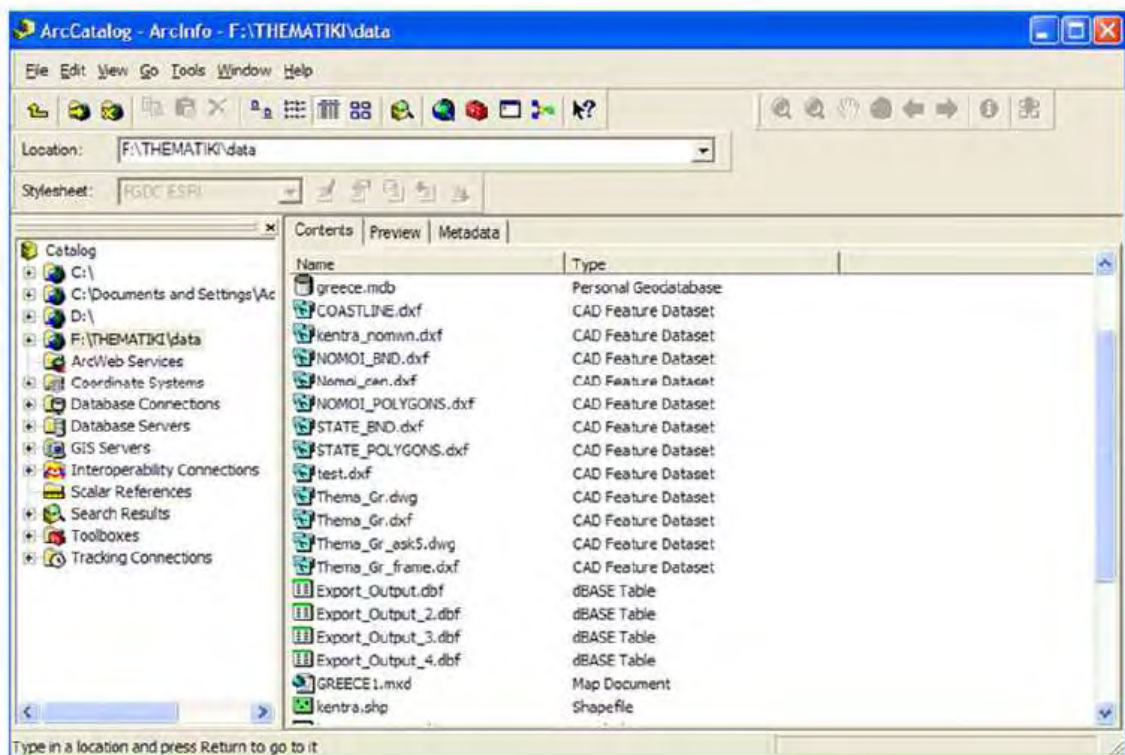 ArcCatalog - ArcInfo - F:\THEMATIKI\data
File Edit View Go Tools Window Help
Location: F:\THEMATIKI\data
Stylesheet: FGDC ESRI
Catalog
C:\
C:\Documents and Settings\Ac
D:\
F:\THEMATIKI\data
ArcWeb Services
Coordinate Systems
Database Connections
Database Servers
GIS Servers
Interoperability Connections
Scalar References
Search Results
Toolboxes
Tracking Connections
Contents Preview Metadata
Name Type
greece.mdb Personal Geodatabase
COASTLINE.dxf CAD Feature Dataset
kentra_nomwn.dxf CAD Feature Dataset
NOMOI_BND.dxf CAD Feature Dataset
Nomoi_cen.dxf CAD Feature Dataset
NOMOI_POLYGONS.dxf CAD Feature Dataset
STATE_BND.dxf CAD Feature Dataset
STATE_POLYGONS.dxf CAD Feature Dataset
test.dxf CAD Feature Dataset
Thema_Gr.dwg CAD Feature Dataset
Thema_Gr.dxf CAD Feature Dataset
Thema_Gr_ask5.dwg CAD Feature Dataset
Thema_Gr_frame.dxf CAD Feature Dataset
Export_Output.dbf dBASE Table
Export_Output_2.dbf dBASE Table
Export_Output_3.dbf dBASE Table
Export_Output_4.dbf dBASE Table
GREECE1.mxd Map Document
kentra.shp Shapefile
Type in a location and press Return to go to it